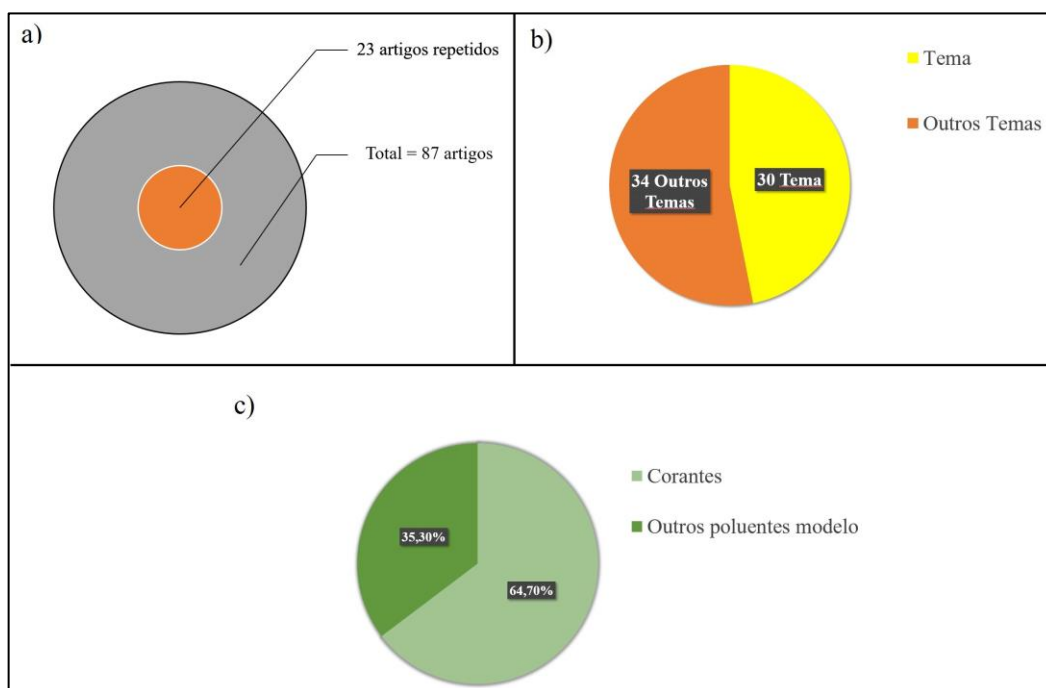 a)
23 artigos repetidos
Total = 87 artigos
b)
34 Outros
Temas
30 Tema
Tema
Outros Temas
c)
35,30%
64,70%
Corantes
Outros poluentes modelo